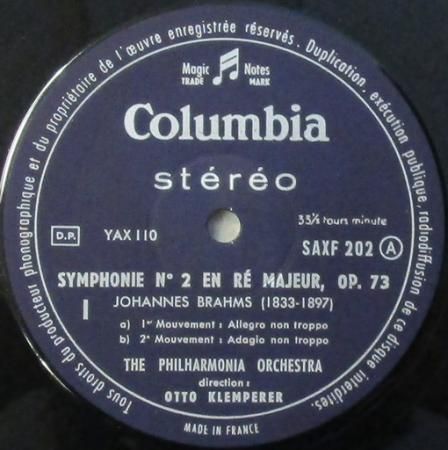 Tous droits du producteur phonographique et du propriétaire de l'œuvre enregistrée réservés. Duplication, exécution publique, radiodiffusion de ce disque interdites.
Magic Notes
TRADE MARK
Columbia
stéréo
33⅓ tours minute
D.P. YAX 110
SAXF 202 A
SYMPHONIE N° 2 EN RÉ MAJEUR, OP. 73
I
JOHANNES BRAHMS (1833-1897)
a) 1er Mouvement : Allegro non troppo
b) 2e Mouvement : Adagio non troppo
THE PHILHARMONIA ORCHESTRA
direction :
OTTO KLEMPERER
MADE IN FRANCE